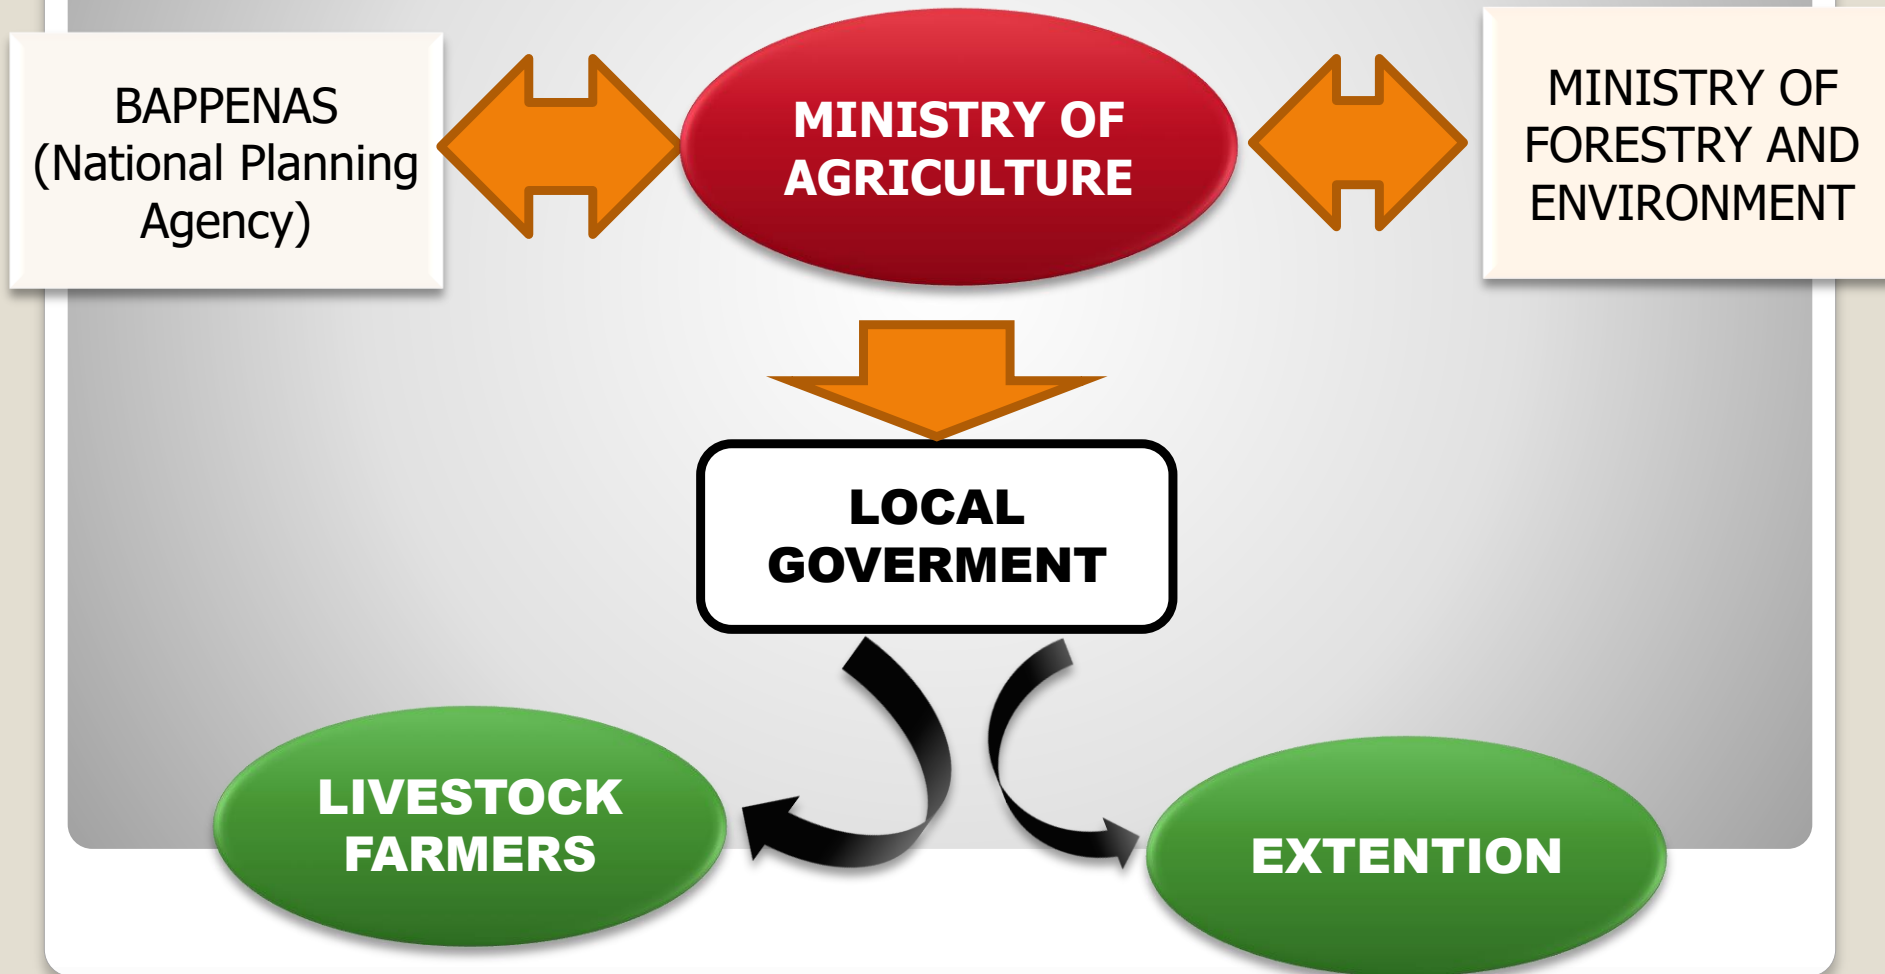 BAPPENAS
(National Planning
Agency)
MINISTRY OF
AGRICULTURE
MINISTRY OF
FORESTRY AND
ENVIRONMENT
LOCAL
GOVERMENT
LIVESTOCK
FARMERS
EXTENTION